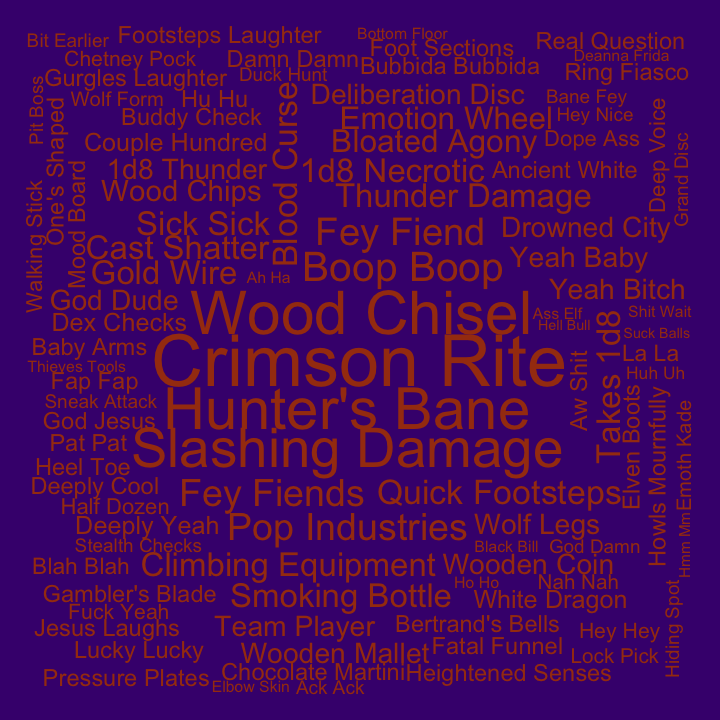 Bottom Floor
Bit Earlier
Footsteps Laughter
Foot Sections
Real Question
Chetney Pock
Damn Damn
Bubbida Bubbida
Deanna Frida
Gurgles Laughter
Duck Hunt
Ring Fiasco
Pit Boss
Wolf Form
Hu Hu
Blood Curse
Deliberation Disc
Bane Fey
One's Shaped
Buddy Check
Emotion Wheel
Hey Nice
Deep Voice
Couple Hundred
Bloated Agony
Dope Ass
Grand Disc
1d8 Thunder
1d8 Necrotic
Ancient White
Walking Stick
Mood Board
Wood Chips
Thunder Damage
Sick Sick
Fey Fiend
Drowned City
Cast Shatter
Yeah Baby
Gold Wire
Ah Ha
Boop Boop
God Dude
Yeah Bitch
Dex Checks
Wood Chisel
Ass Elf
Shit Wait
Hell Bull
Suck Balls
Baby Arms
La La
Thieves Tools
Crimson Rite
Aw Shit
Takes 1d8
Huh Uh
Fap Fap
Sneak Attack
Hunter's Bane
Elven Boots
Howls Mournfully
Emoth Kade
God Jesus
Pat Pat
Slashing Damage
Heel Toe
Deeply Cool
Fey Fiends
Quick Footsteps
Half Dozen
Deeply Yeah
Pop Industries
Wolf Legs
Stealth Checks
Black Bill
God Damn
Hmm Mm
Blah Blah
Climbing Equipment
Wooden Coin
Ho Ho
Nah Nah
Gambler's Blade
Smoking Bottle
White Dragon
Hiding Spot
Fuck Yeah
Jesus Laughs
Team Player
Bertrand's Bells
Hey Hey
Lucky Lucky
Wooden Mallet
Fatal Funnel
Lock Pick
Pressure Plates
Chocolate Martini
Heightened Senses
Elbow Skin
Ack Ack